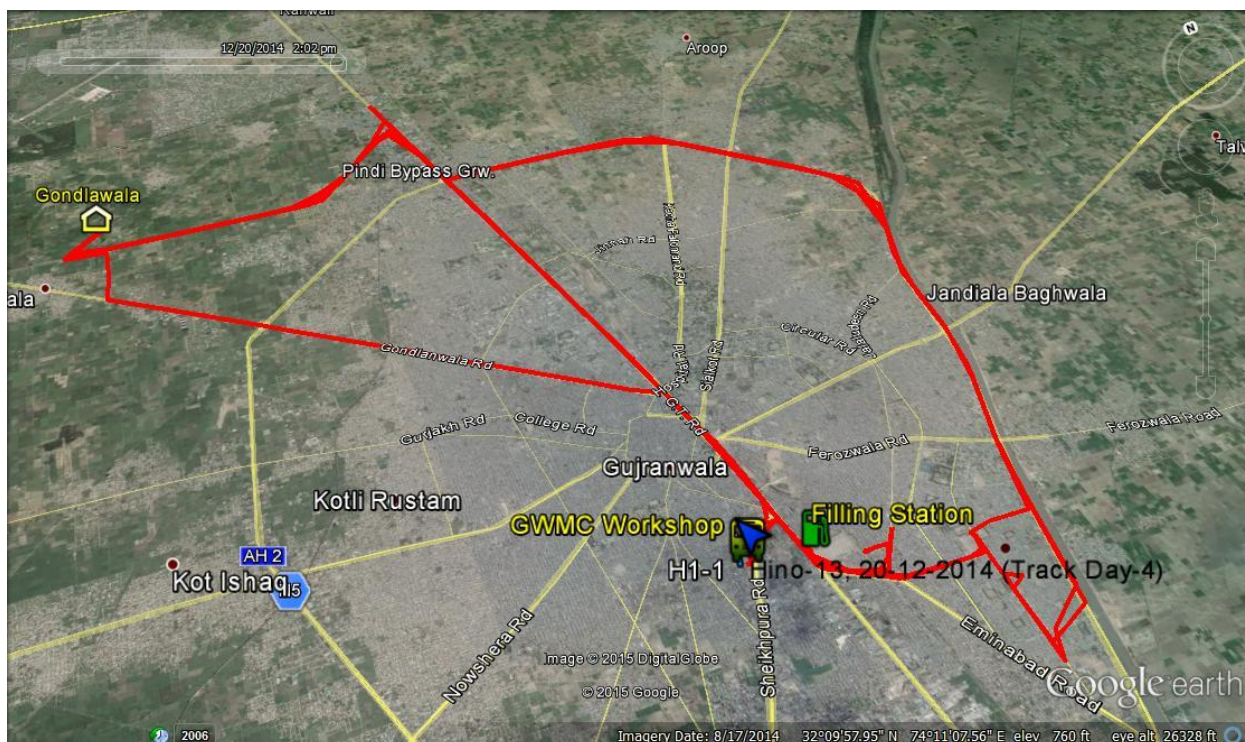 Rahwali
12/20/2014 2:02 pm
N
Aroop
Pindi Bypass Grw.
Gondlawala
Jinnah Rd
Jandiala Baghwala
ala
Circular Rd
Gondlanwala Rd
Hospital Rd
Sialkot Rd
G.T. Rd
Gurjakh Rd
College Rd
Ferozwala Rd
Ferozwala Road
Gujranwala
Kotli Rustam
GWMC Workshop
Filling Station
AH 2
Kot Ishaq
H1-1
Hino-13, 20-12-2014 (Track Day-4)
Nowshera Rd
Sheikhpura Rd
Eminabad Road
Image © 2015 DigitalGlobe
© 2015 Google
Google earth
2006
Imagery Date: 8/17/2014 32°09'57.95" N 74°11'07.56" E elev 760 ft eye alt 26328 ft